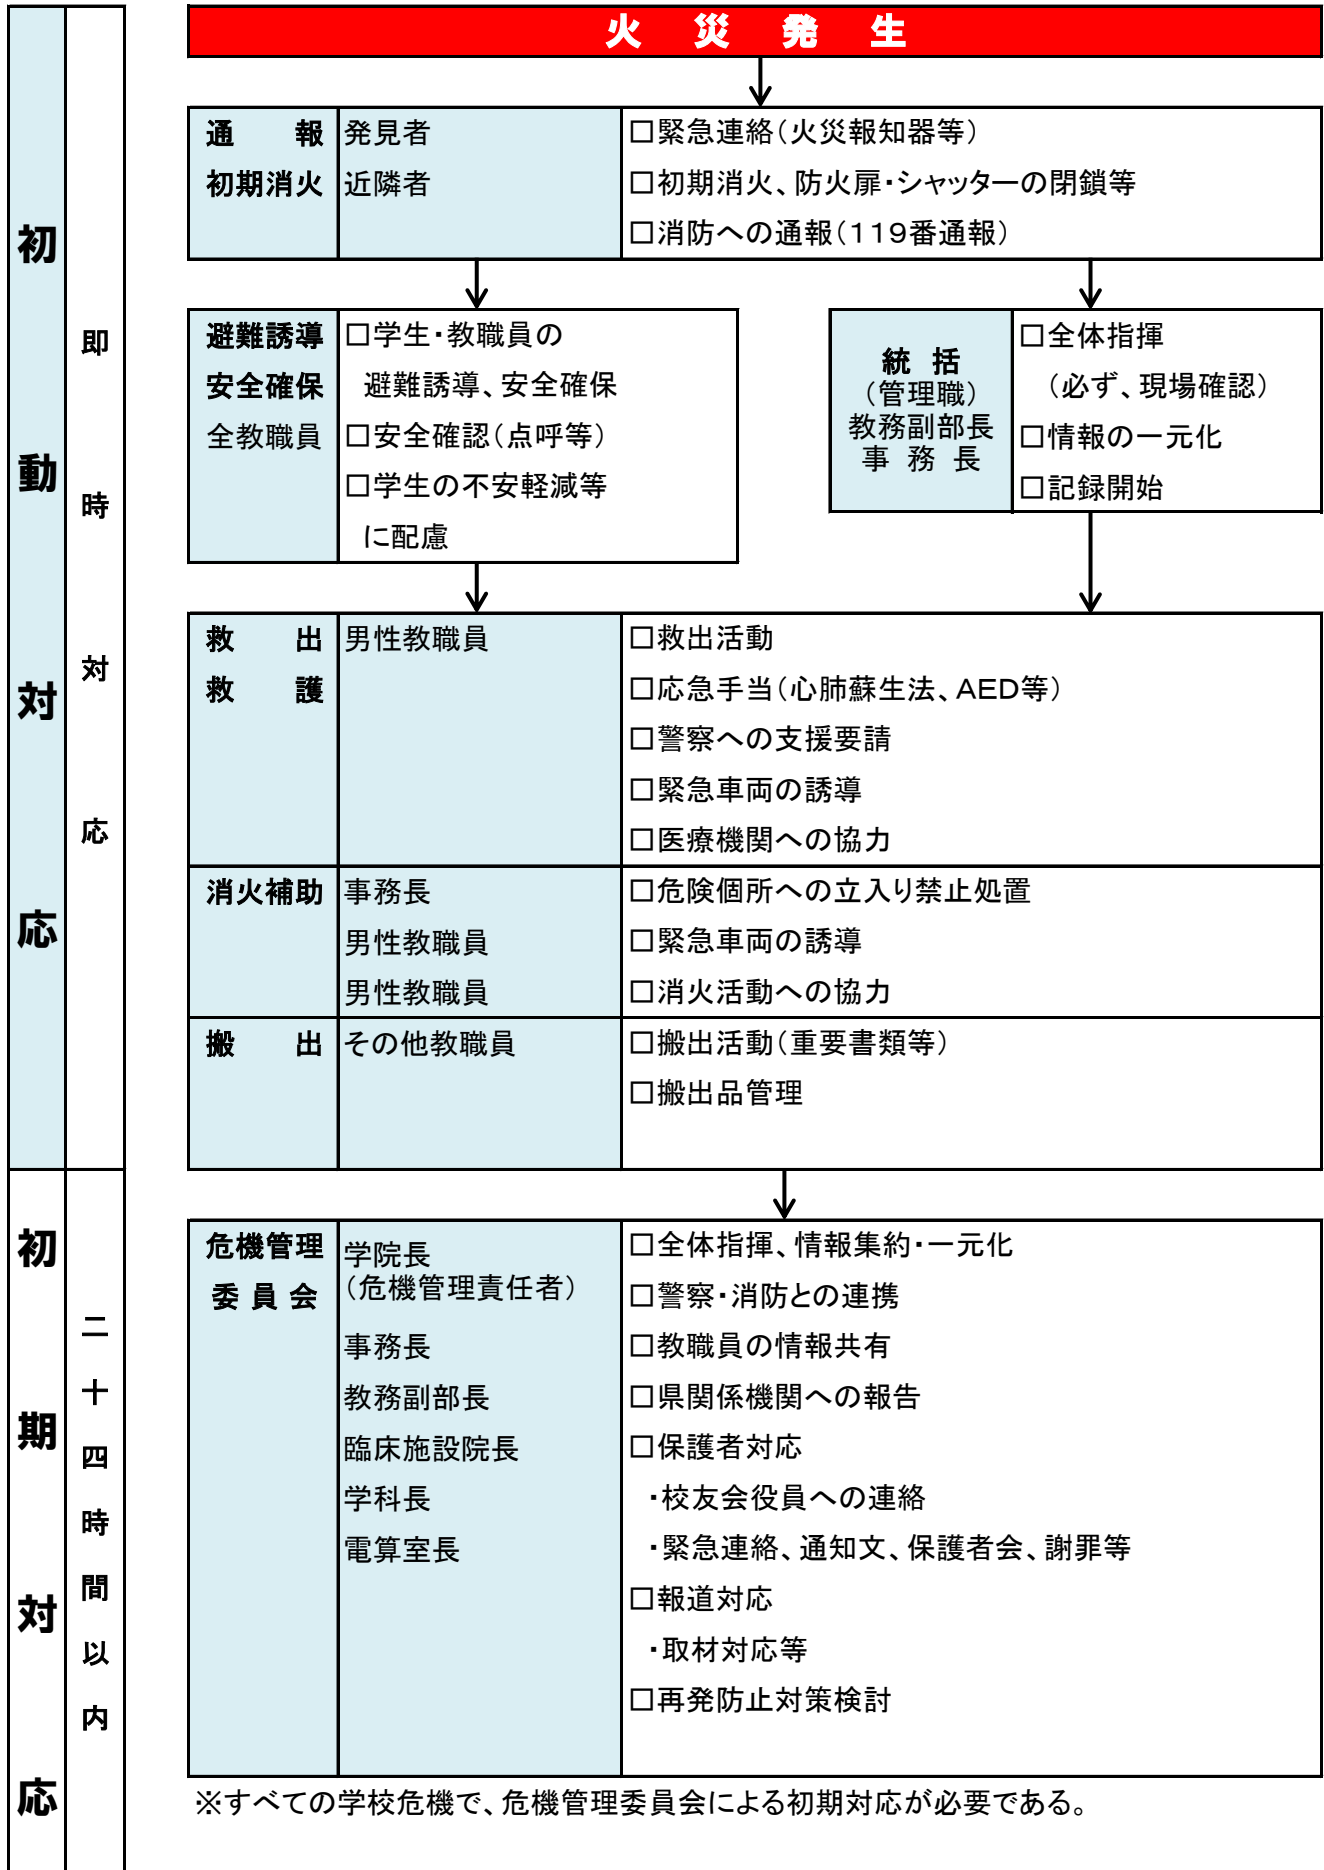 火災発生
初動対応
即時対応
通報 発見者 □緊急連絡（火災報知器等）
初期消火 近隣者 □初期消火、防火扉・シャッターの閉鎖等
□消防への通報（119番通報）
避難誘導 □学生・教職員の
安全確保 避難誘導、安全確保
全教職員 □安全確認（点呼等）
□学生の不安軽減等
に配慮
統括
（管理職）
教務副部長
事務長
□全体指揮
（必ず、現場確認）
□情報の一元化
□記録開始
救出 男性教職員 □救出活動
救護 □応急手当（心肺蘇生法、AED等）
□警察への支援要請
□緊急車両の誘導
□医療機関への協力
消火補助 事務長 □危険個所への立入り禁止処置
男性教職員 □緊急車両の誘導
男性教職員 □消火活動への協力
搬出 その他教職員 □搬出活動（重要書類等）
□搬出品管理
初期対応
二十四時間以内
危機管理 学院長 □全体指揮、情報集約・一元化
委員会 （危機管理責任者） □警察・消防との連携
事務長 □教職員の情報共有
教務副部長 □県関係機関への報告
臨床施設院長 □保護者対応
学科長 ・校友会役員への連絡
電算室長 ・緊急連絡、通知文、保護者会、謝罪等
□報道対応
・取材対応等
□再発防止対策検討
※すべての学校危機で、危機管理委員会による初期対応が必要である。